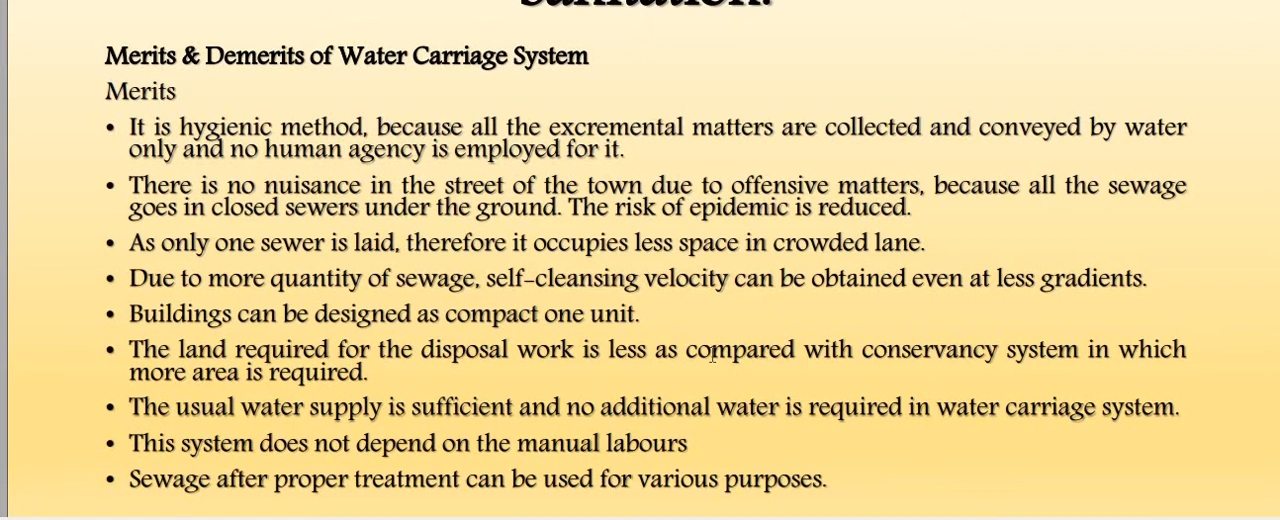 Merits & Demerits of Water Carriage System
Merits
• It is hygienic method, because all the excremental matters are collected and conveyed by water
only and no human agency is employed for it.
• There is no nuisance in the street of the town due to offensive matters, because all the sewage
goes in closed sewers under the ground. The risk of epidemic is reduced.
• As only one sewer is laid, therefore it occupies less space in crowded lane.
• Due to more quantity of sewage, self-cleansing velocity can be obtained even at less gradients.
• Buildings can be designed as compact one unit.
• The land required for the disposal work is less as compared with conservancy system in which
more area is required.
• The usual water supply is sufficient and no additional water is required in water carriage system.
• This system does not depend on the manual labours
• Sewage after proper treatment can be used for various purposes.